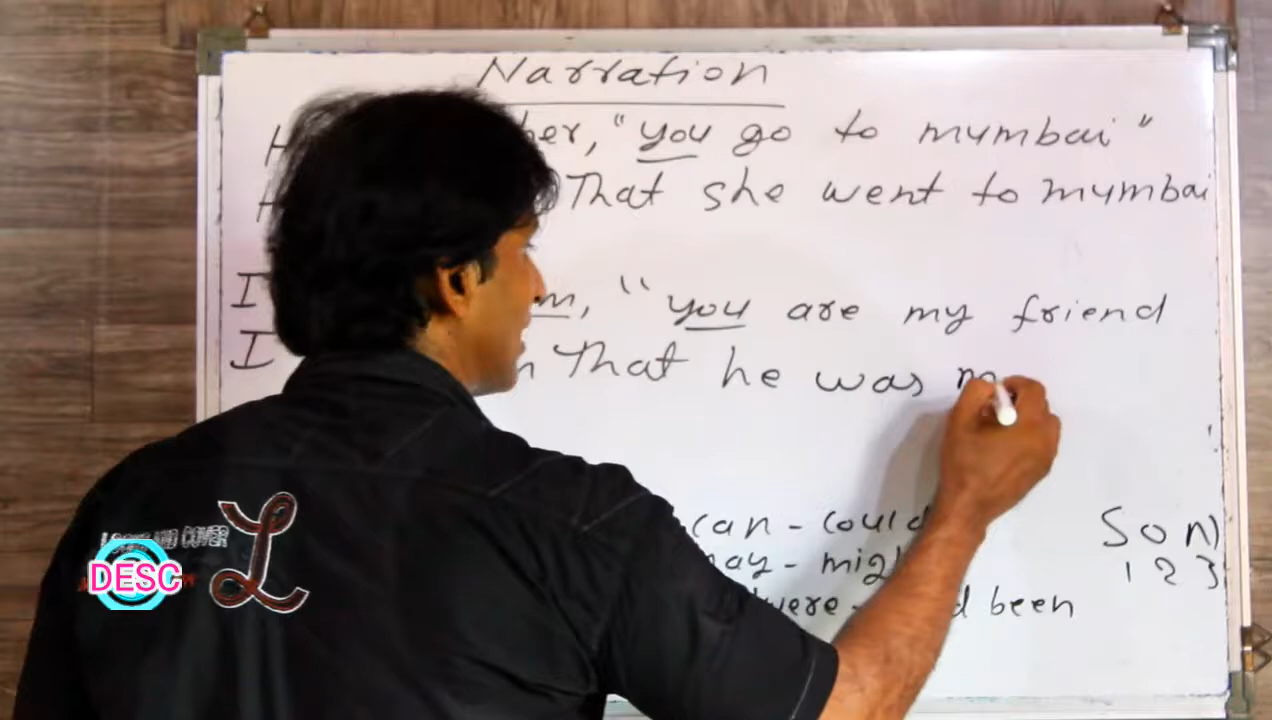 Narration
her, "you go to mumbai"
That she went to mumbai
I m, " you are my friend
I That he was m
can - could
may - migh
were - d been
S O N
1 2 3
DESC
L